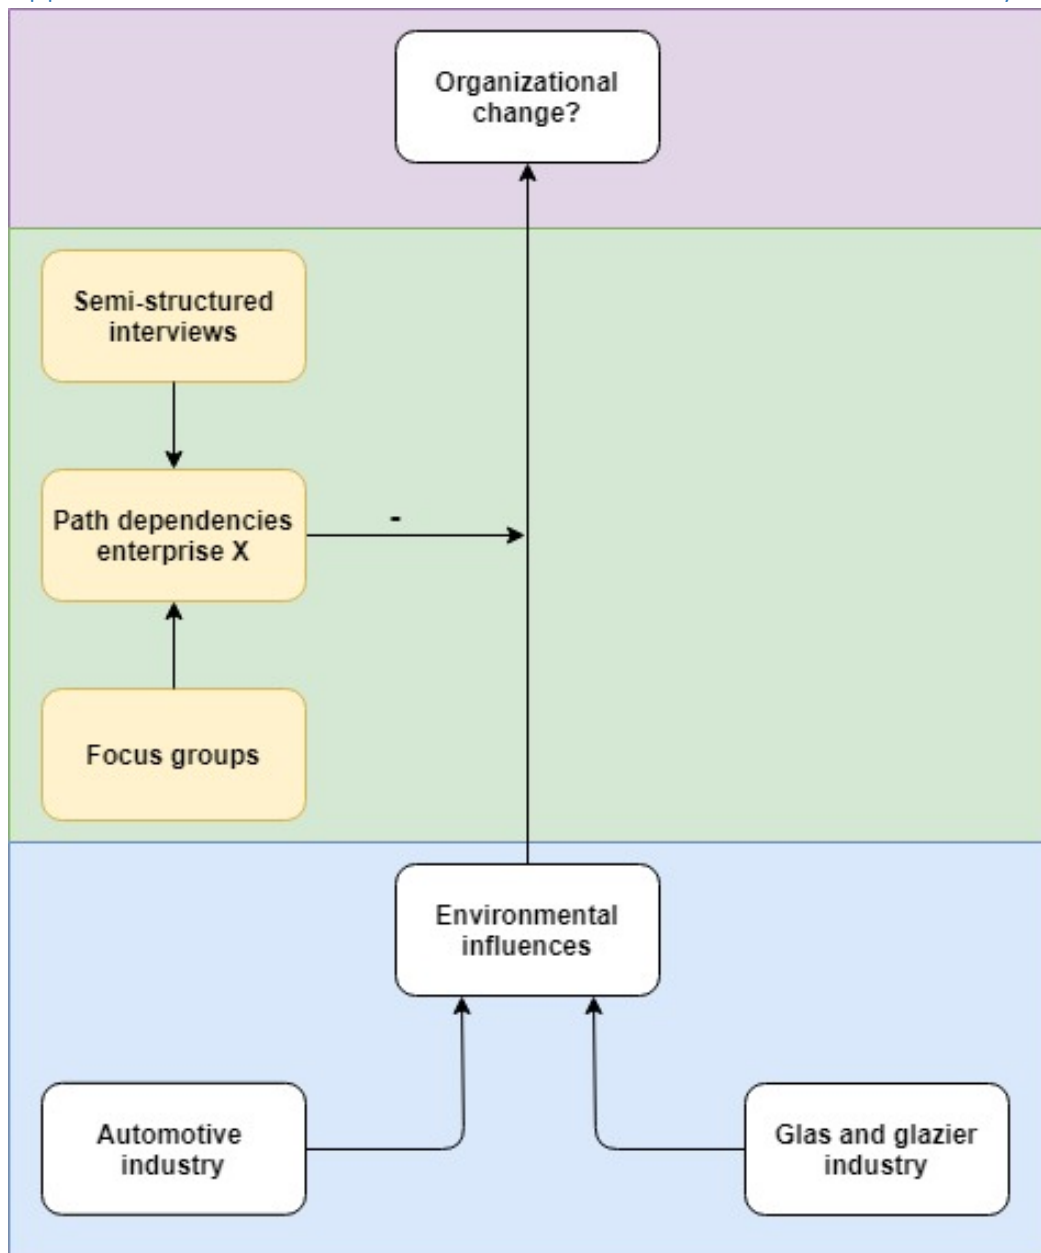 Organizational
change?
Semi-structured
interviews
Path dependencies
enterprise X
-
Focus groups
Environmental
influences
Automotive
industry
Glas and glazier
industry